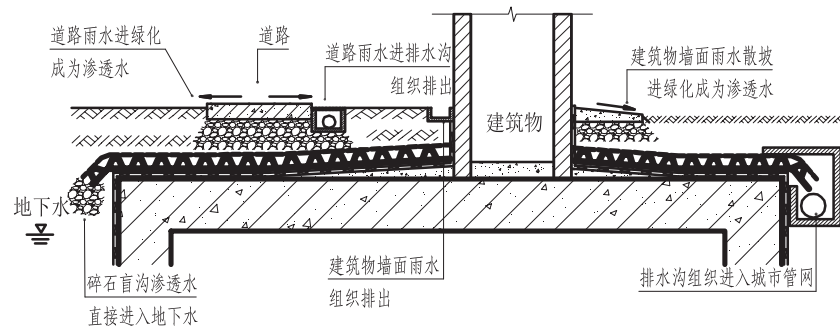 道路雨水进绿化
成为渗透水
道路
道路雨水进排水沟
组织排出
建筑物墙面雨水散坡
进绿化成为渗透水
建筑物
地下水
碎石盲沟渗透水
直接进入地下水
建筑物墙面雨水
组织排出
排水沟组织进入城市管网